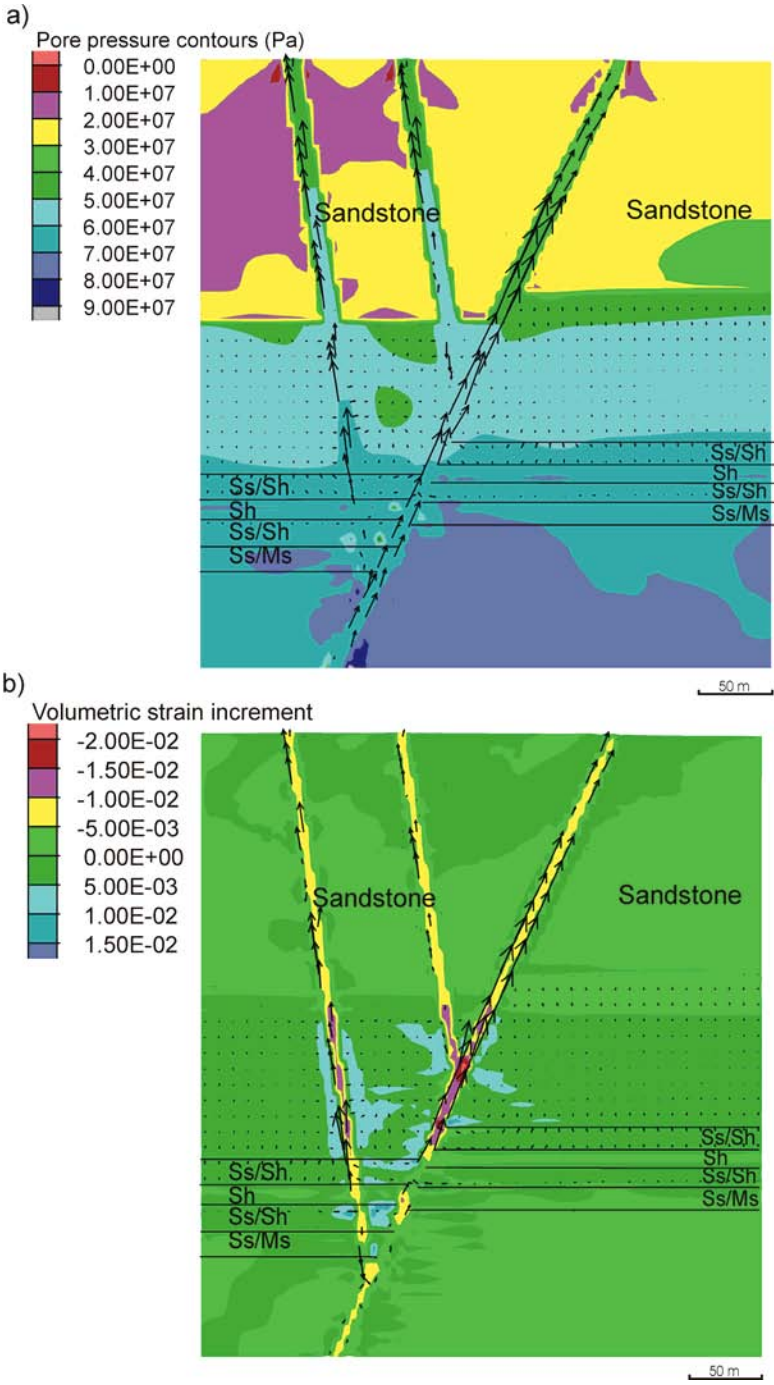 a)
Pore pressure contours (Pa)
0.00E+00
1.00E+07
2.00E+07
3.00E+07
4.00E+07
5.00E+07
6.00E+07
7.00E+07
8.00E+07
9.00E+07
Sandstone
Sandstone
Ss/Sh
Sh
Ss/Sh
Ss/Ms
Ss/Sh
Sh
Ss/Sh
Ss/Ms
50 m
b)
Volumetric strain increment
-2.00E-02
-1.50E-02
-1.00E-02
-5.00E-03
0.00E+00
5.00E-03
1.00E-02
1.50E-02
Sandstone
Sandstone
Ss/Sh
Sh
Ss/Sh
Ss/Ms
Ss/Sh
Sh
Ss/Sh
Ss/Ms
50 m